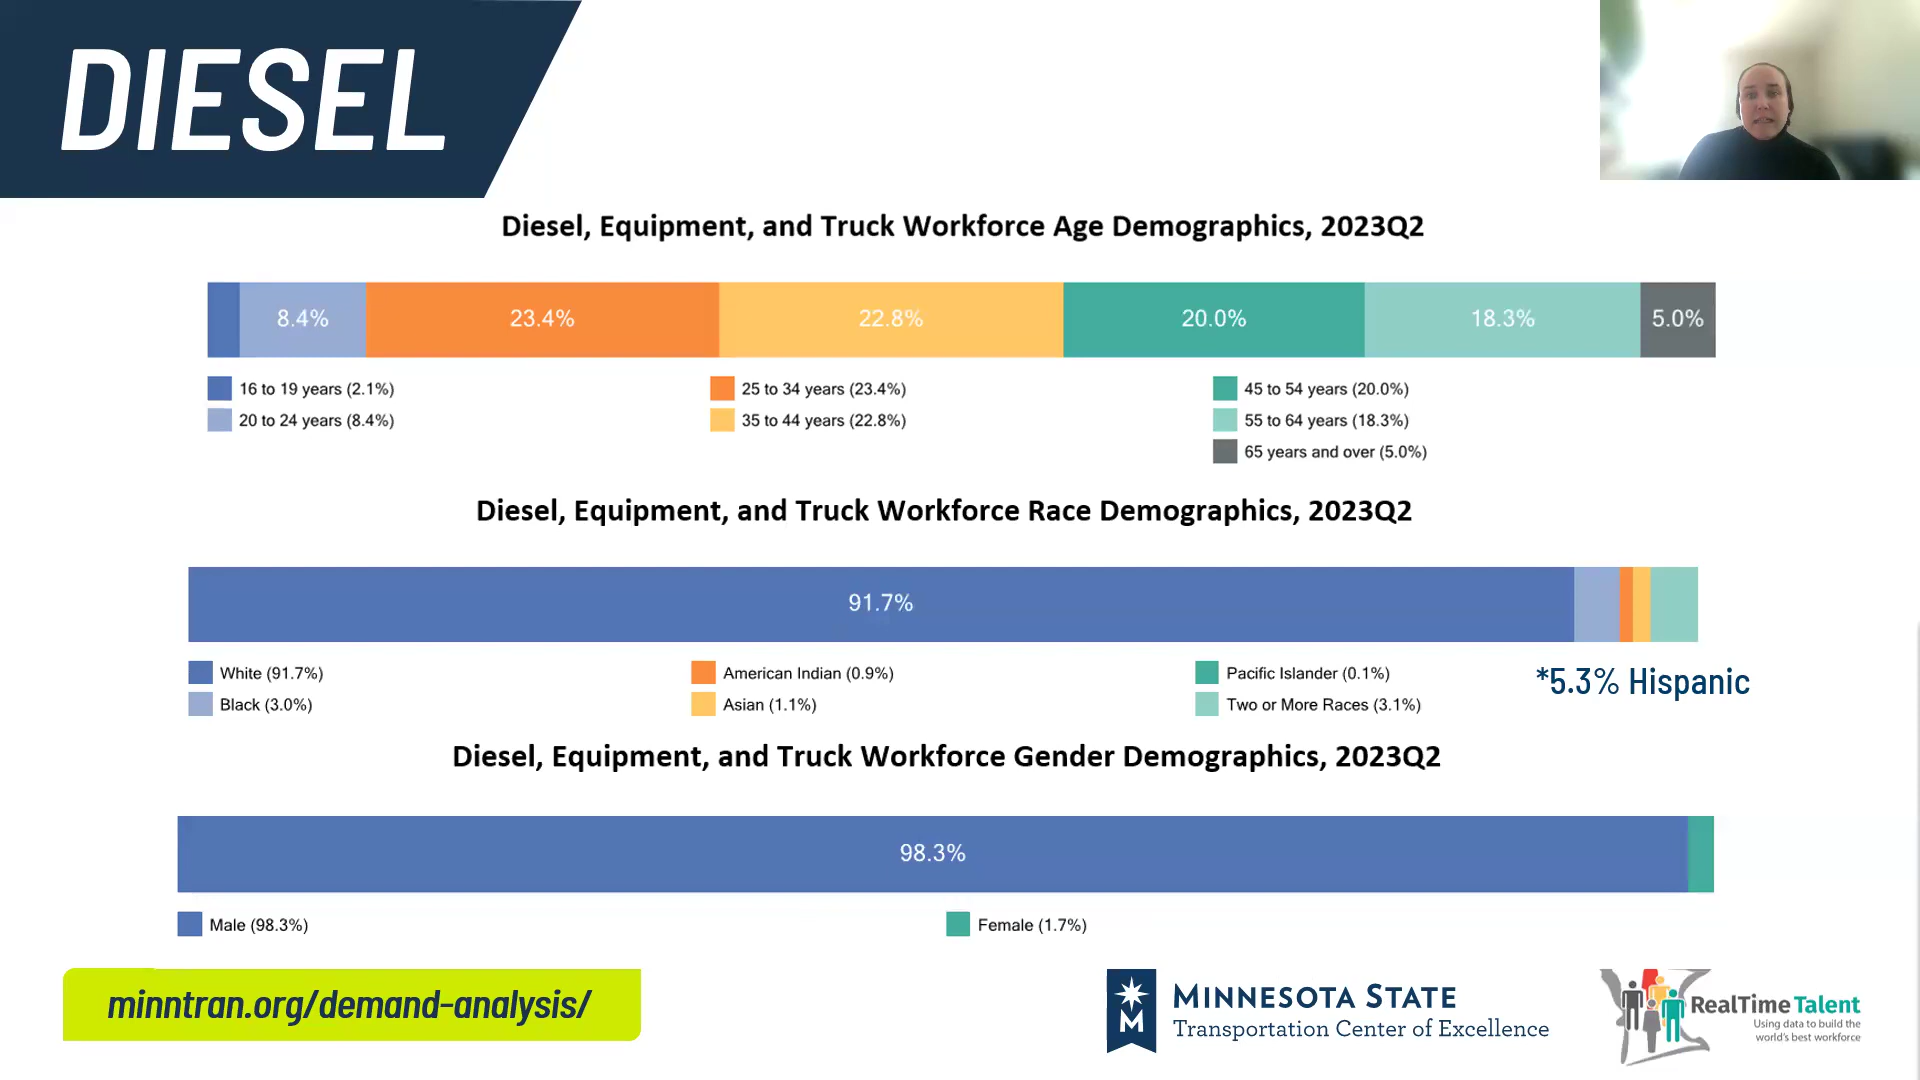 DIESEL
Diesel, Equipment, and Truck Workforce Age Demographics, 2023Q2
8.4% 23.4% 22.8% 20.0% 18.3% 5.0%
16 to 19 years (2.1%) 25 to 34 years (23.4%) 45 to 54 years (20.0%)
20 to 24 years (8.4%) 35 to 44 years (22.8%) 55 to 64 years (18.3%)
65 years and over (5.0%)
Diesel, Equipment, and Truck Workforce Race Demographics, 2023Q2
91.7%
White (91.7%) American Indian (0.9%) Pacific Islander (0.1%)
Black (3.0%) Asian (1.1%) Two or More Races (3.1%)
*5.3% Hispanic
Diesel, Equipment, and Truck Workforce Gender Demographics, 2023Q2
98.3%
Male (98.3%) Female (1.7%)
minntran.org/demand-analysis/
M
MINNESOTA STATE
Transportation Center of Excellence
RealTime Talent
Using data to build the
world's best workforce